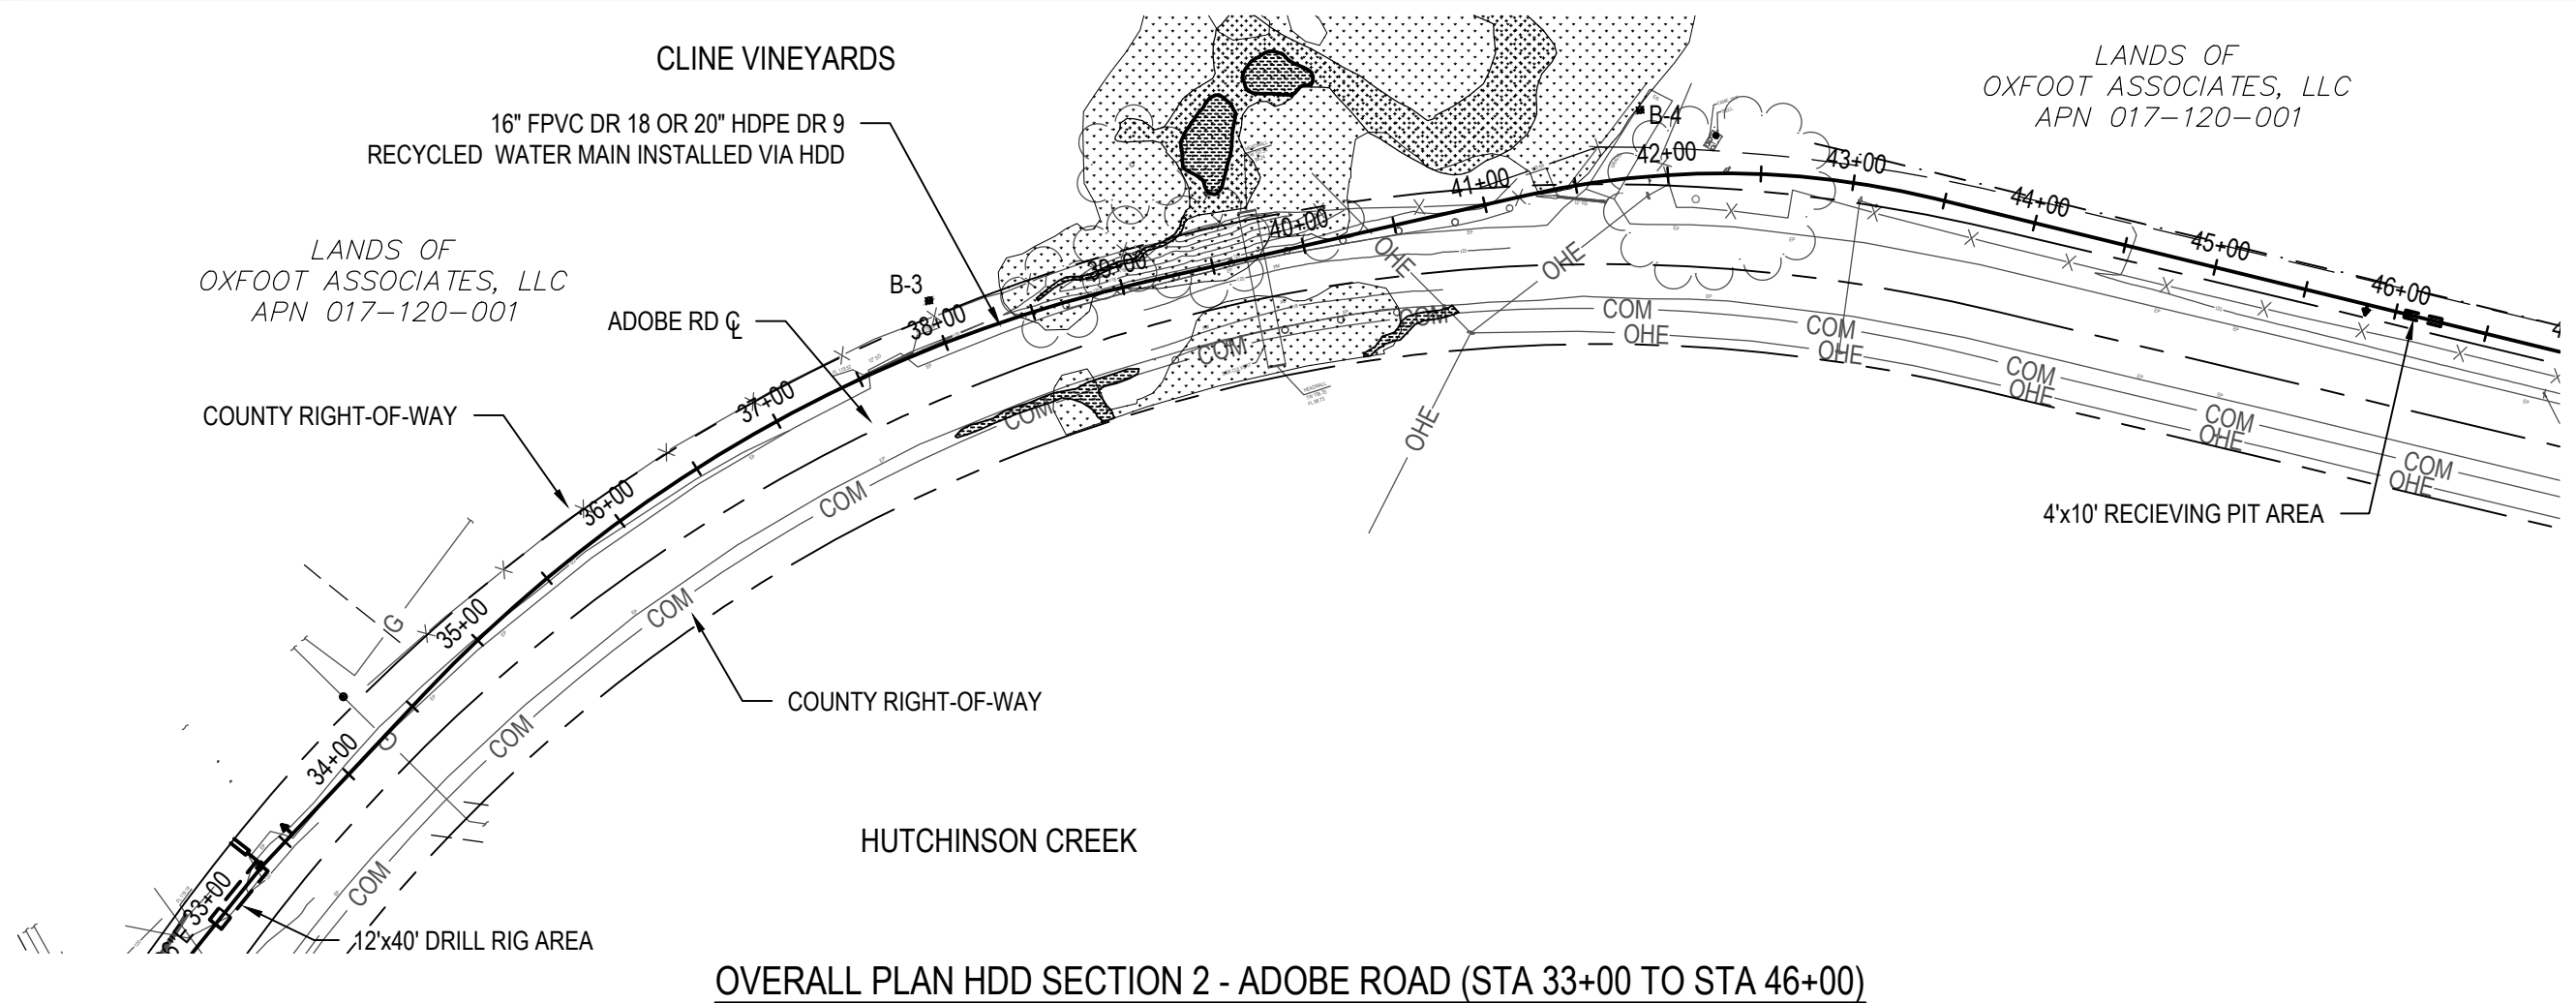 CLINE VINEYARDS
16" FPVC DR 18 OR 20" HDPE DR 9
RECYCLED WATER MAIN INSTALLED VIA HDD
LANDS OF
OXFOOT ASSOCIATES, LLC
APN 017-120-001
LANDS OF
OXFOOT ASSOCIATES, LLC
APN 017-120-001
B-3
B-4
ADOBE RD ℄
COUNTY RIGHT-OF-WAY
33+00
34+00
35+00
36+00
37+00
38+00
39+00
40+00
41+00
42+00
43+00
44+00
45+00
46+00
G
G
OHE
OHE
OHE
OHE
OHE
OHE
OHE
OHE
COM
COM
COM
COM
COM
COM
COM
COM
COM
COM
COM
COM
HEADWALL
4'x10' RECIEVING PIT AREA
COUNTY RIGHT-OF-WAY
HUTCHINSON CREEK
12'x40' DRILL RIG AREA
OVERALL PLAN HDD SECTION 2 - ADOBE ROAD (STA 33+00 TO STA 46+00)